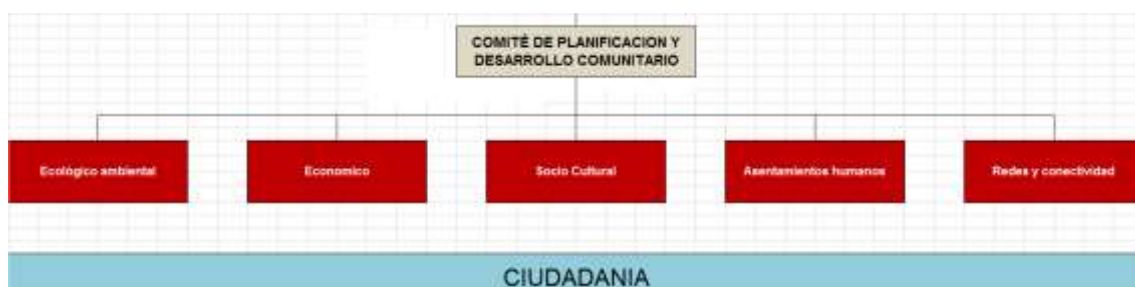 COMITÉ DE PLANIFICACION Y
DESARROLLO COMUNITARIO
Ecológico ambiental
Economico
Socio Cultural
Asentamientos humanos
Redes y conectividad
CIUDADANIA